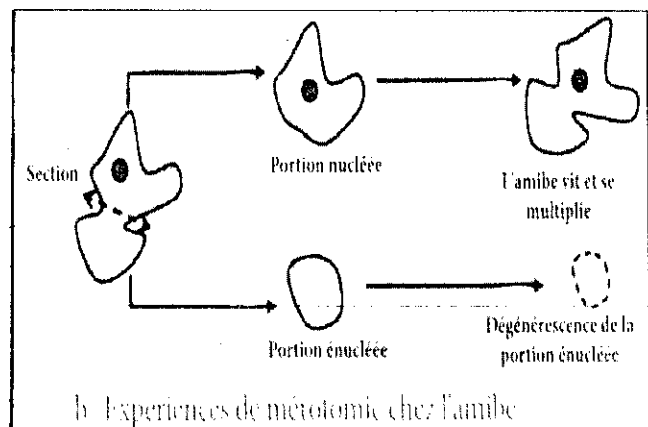 Section
Portion nucléée
L'amibe vit et se
multiplie
Portion énucléée
Dégénérescence de la
portion énucléée
b Expériences de mérotomie chez l'amibe